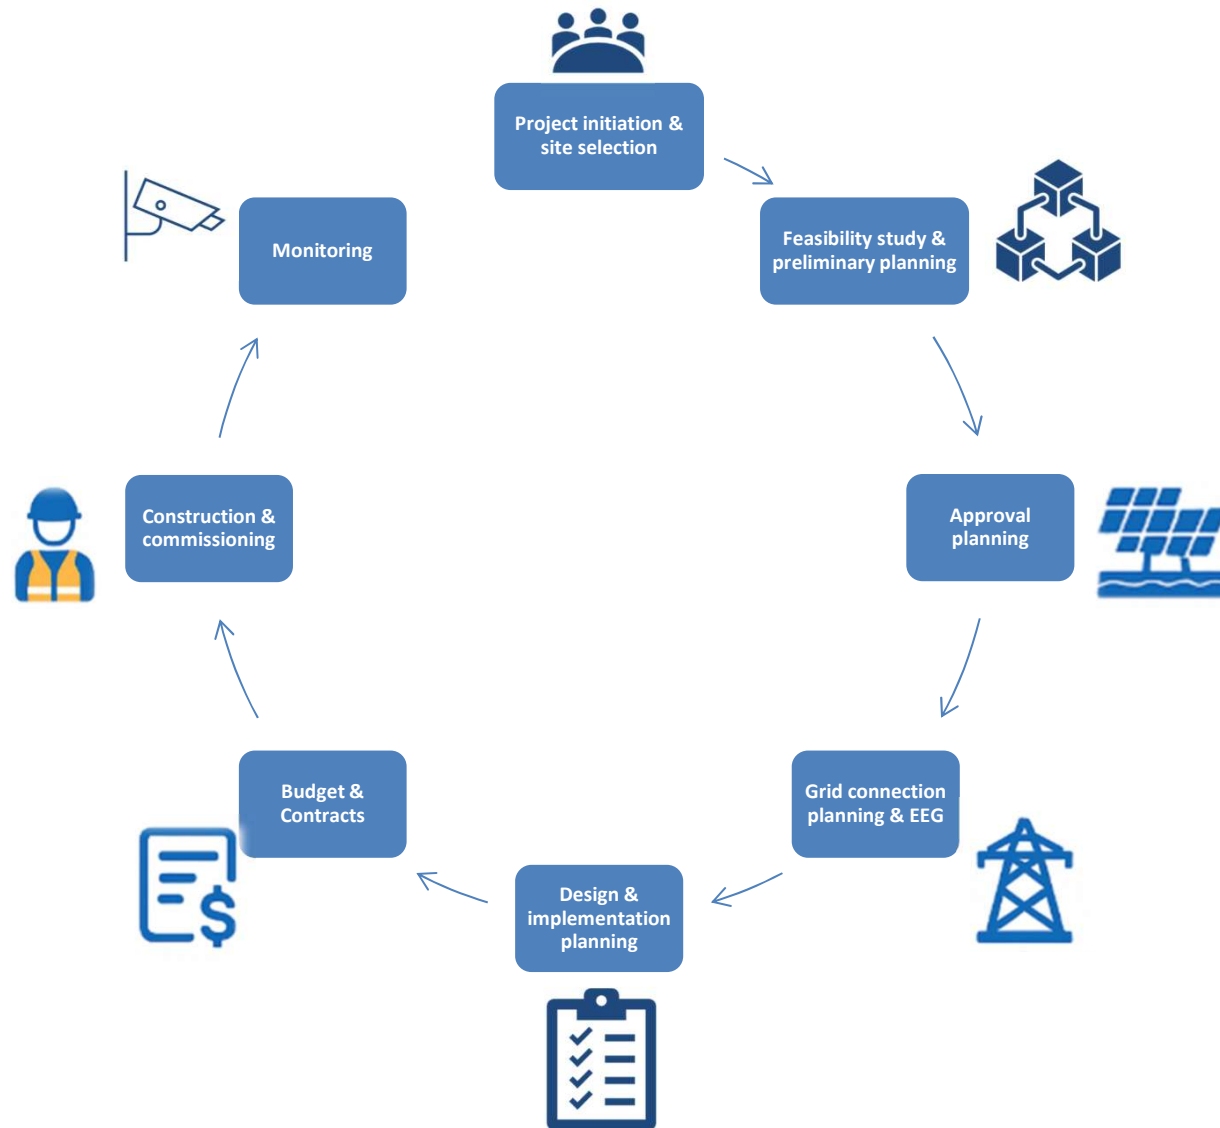 Project initiation &
site selection
Feasibility study &
preliminary planning
Approval
planning
Grid connection
planning & EEG
Design &
implementation
planning
Budget &
Contracts
Construction &
commissioning
Monitoring